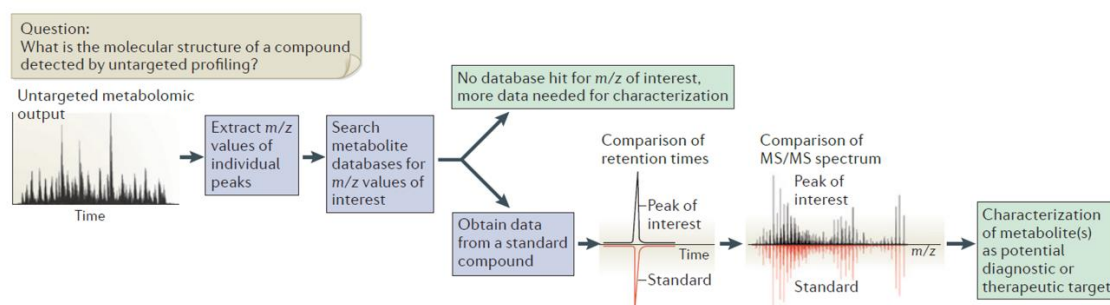 Question:
What is the molecular structure of a compound
detected by untargeted profiling?
Untargeted metabolomic
output
Time
Extract m/z
values of
individual
peaks
Search
metabolite
databases for
m/z values of
interest
No database hit for m/z of interest,
more data needed for characterization
Obtain data
from a standard
compound
Comparison of
retention times
Peak of
interest
Time
Standard
Comparison of
MS/MS spectrum
Peak of
interest
m/z
Standard
Characterization
of metabolite(s)
as potential
diagnostic or
therapeutic target